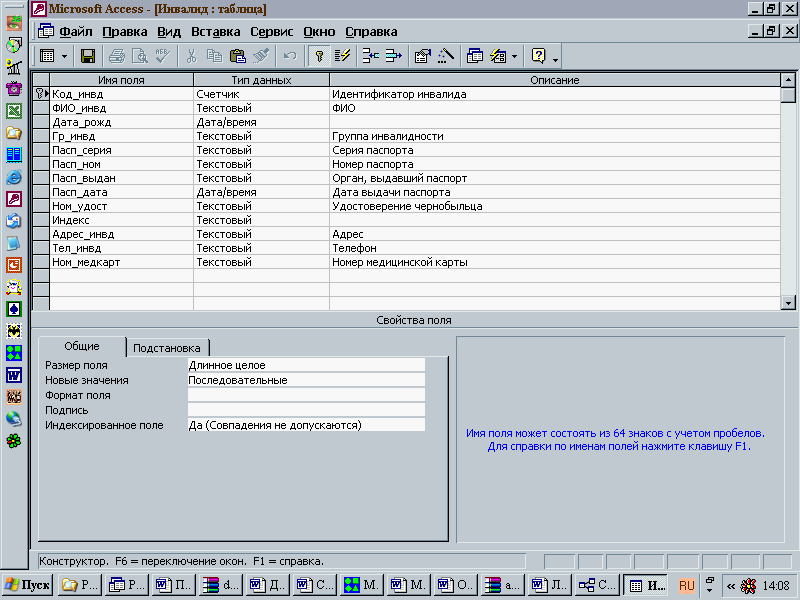 Microsoft Access - [Инвалид : таблица]
Файл Правка Вид Вставка Сервис Окно Справка
Имя поля Тип данных Описание
Код_инвд Счетчик Идентификатор инвалида
ФИО_инвд Текстовый ФИО
Дата_рожд Дата/время
Гр_инвд Текстовый Группа инвалидности
Пасп_серия Текстовый Серия паспорта
Пасп_ном Текстовый Номер паспорта
Пасп_выдан Текстовый Орган, выдавший паспорт
Пасп_дата Дата/время Дата выдачи паспорта
Ном_удост Текстовый Удостоверение чернобыльца
Индекс Текстовый
Адрес_инвд Текстовый Адрес
Тел_инвд Текстовый Телефон
Ном_медкарт Текстовый Номер медицинской карты
Свойства поля
Общие Подстановка
Размер поля Длинное целое
Новые значения Последовательные
Формат поля
Подпись
Индексированное поле Да (Совпадения не допускаются)
Имя поля может состоять из 64 знаков с учетом пробелов.
Для справки по именам полей нажмите клавишу F1.
Конструктор. F6 = переключение окон. F1 = справка.
Пуск Р... Р... П... d... Д... С... М... М... О... а... Л... С... И... RU « 14:08